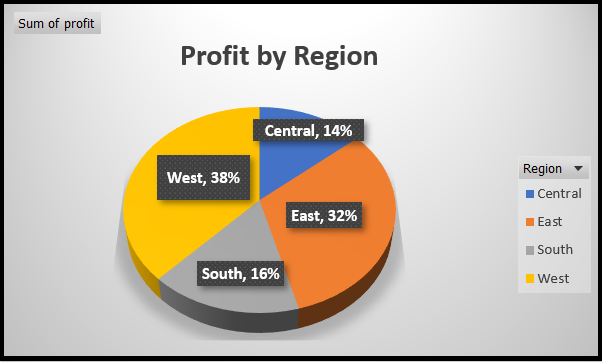 Sum of profit
Profit by Region
Central, 14%
West, 38%
East, 32%
South, 16%
Region
Central
East
South
West